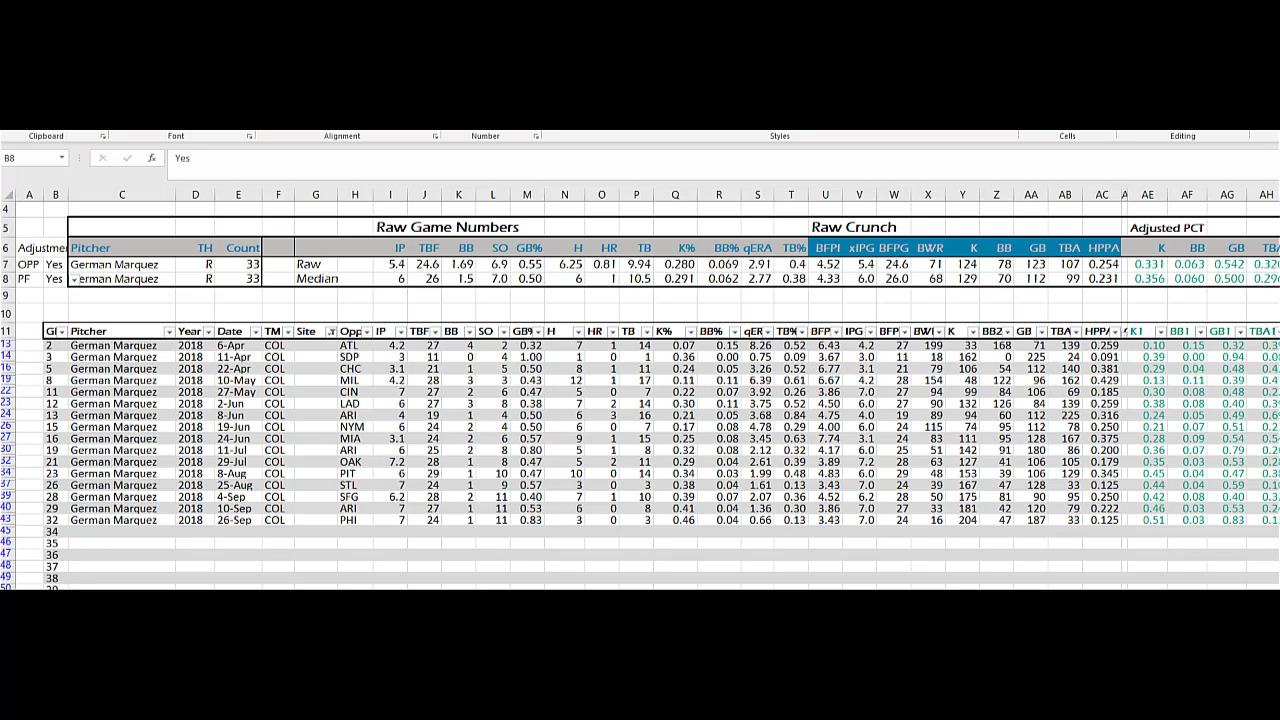 Clipboard Font Alignment Number Styles Cells Editing
B8 fx Yes
A B C D E F G H I J K L M N O P Q R S T U V W X Y Z AA AB AC A AE AF AG AH
4
5 Raw Game Numbers Raw Crunch Adjusted PCT
6 Adjustmer Pitcher TH Count IP TBF BB SO GB% H HR TB K% BB% qERA TB% BFPI xIPG BFPG BWR K BB GB TBA HPPA K BB GB TBA
7 OPP Yes German Marquez R 33 Raw 5.4 24.6 1.69 6.9 0.55 6.25 0.81 9.94 0.280 0.069 2.91 0.4 4.52 5.4 24.6 71 124 78 123 107 0.254 0.331 0.063 0.542 0.320
8 PF Yes erman Marquez R 33 Median 6 26 1.5 7.0 0.50 6 1 10.5 0.291 0.062 2.77 0.38 4.33 6.0 26.0 68 129 70 112 99 0.231 0.356 0.060 0.500
9
10
11 Pitcher Year Date TM Site Opp IP TBF BB SO GB% H HR TB K% BB% qER TB% BFP IPG BFP BWI K BB2 GB TBA HPPA K1 BB1 GB1 TBA1
13 2 German Marquez 2018 6-Apr COL ATL 4.2 27 4 2 0.32 7 1 14 0.07 0.15 8.26 0.52 6.43 4.2 27 199 33 168 71 139 0.259 0.10 0.15 0.32
14 3 German Marquez 2018 11-Apr COL SDP 3 11 0 4 1.00 1 0 1 0.36 0.00 0.75 0.09 3.67 3.0 11 18 162 0 225 24 0.091 0.39 0.00 0.94
16 5 German Marquez 2018 22-Apr COL CHC 3.1 21 1 5 0.50 8 1 11 0.24 0.05 3.26 0.52 6.77 3.1 21 79 106 54 112 140 0.381 0.29 0.04 0.48
19 8 German Marquez 2018 10-May COL MIL 4.2 28 3 3 0.43 12 1 17 0.11 0.11 6.39 0.61 6.67 4.2 28 154 48 122 96 162 0.429 0.13 0.11 0.39
22 11 German Marquez 2018 27-May COL CIN 7 27 2 6 0.47 5 0 7 0.22 0.07 3.92 0.26 3.86 7.0 27 94 99 84 106 69 0.185 0.26 0.08 0.48
23 12 German Marquez 2018 2-Jun COL LAD 6 27 3 8 0.38 7 2 14 0.30 0.11 3.75 0.52 4.50 6.0 27 90 132 126 84 139 0.259 0.38 0.08 0.40
24 13 German Marquez 2018 8-Jun COL ARI 4 19 1 4 0.50 6 3 16 0.21 0.05 3.68 0.84 4.75 4.0 19 89 94 60 112 225 0.316 0.24 0.05 0.49
26 15 German Marquez 2018 19-Jun COL NYM 6 24 2 4 0.50 6 0 7 0.17 0.08 4.78 0.29 4.00 6.0 24 115 74 95 112 78 0.250 0.21 0.07 0.51
27 16 German Marquez 2018 24-Jun COL MIA 3.1 24 2 6 0.57 9 1 15 0.25 0.08 3.45 0.63 7.74 3.1 24 83 111 95 128 167 0.375 0.28 0.09 0.54
30 19 German Marquez 2018 11-Jul COL ARI 6 25 2 8 0.80 5 1 8 0.32 0.08 2.12 0.32 4.17 6.0 25 51 142 91 180 86 0.200 0.36 0.07 0.79
32 21 German Marquez 2018 29-Jul COL OAK 7.2 28 1 8 0.47 5 2 11 0.29 0.04 2.61 0.39 3.89 7.2 28 63 127 41 106 105 0.179 0.35 0.03 0.53
34 23 German Marquez 2018 8-Aug COL PIT 6 29 1 10 0.47 10 0 14 0.34 0.03 1.99 0.48 4.83 6.0 29 48 153 39 106 129 0.345 0.45 0.03 0.47
37 26 German Marquez 2018 25-Aug COL STL 7 24 1 9 0.57 3 0 3 0.38 0.04 1.61 0.13 3.43 7.0 24 39 167 47 128 33 0.125 0.44 0.04 0.59
39 28 German Marquez 2018 4-Sep COL SFG 6.2 28 2 11 0.40 7 1 10 0.39 0.07 2.07 0.36 4.52 6.2 28 50 175 81 90 95 0.250 0.42 0.08 0.40
40 29 German Marquez 2018 10-Sep COL ARI 7 27 1 11 0.53 6 0 8 0.41 0.04 1.36 0.30 3.86 7.0 27 33 181 42 120 79 0.222 0.46 0.03 0.53
43 32 German Marquez 2018 26-Sep COL PHI 7 24 1 11 0.83 3 0 3 0.46 0.04 0.66 0.13 3.43 7.0 24 16 204 47 187 33 0.125 0.51 0.03 0.83
45 34
46 35
47 36
48 37
49 38
50